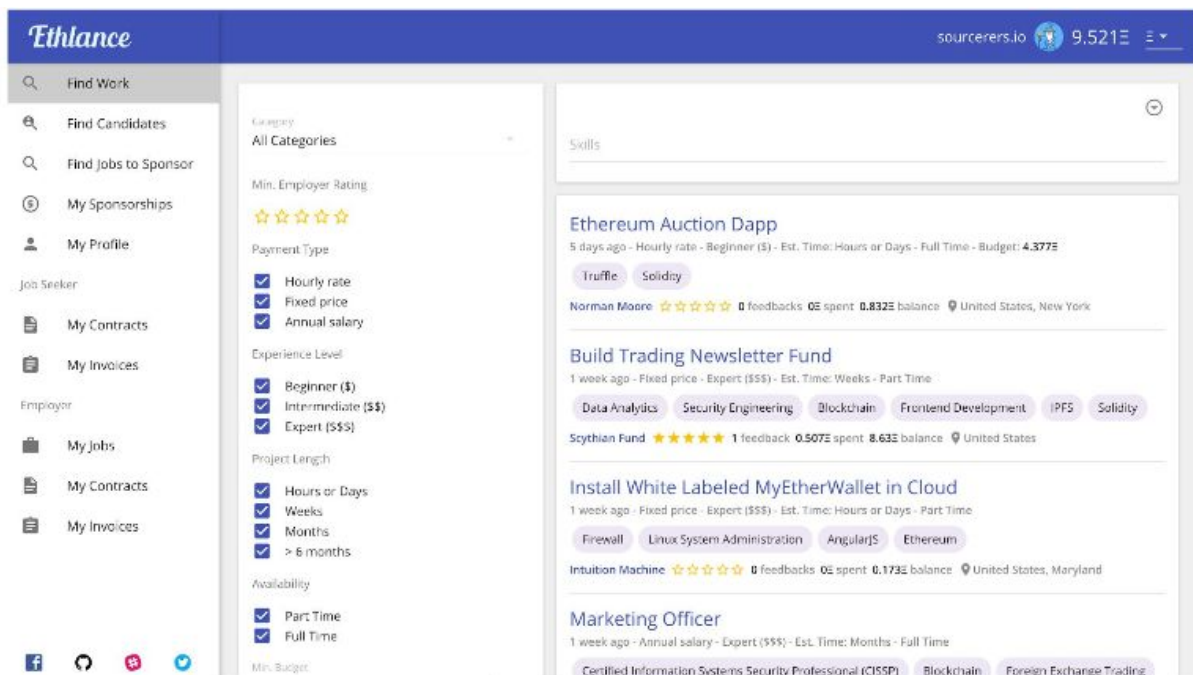 Ethlance
sourcerers.io 9.521Ξ Ξ
Find Work
Find Candidates
Find Jobs to Sponsor
My Sponsorships
My Profile
Job Seeker
My Contracts
My Invoices
Employer
My Jobs
My Contracts
My Invoices
Category
All Categories
Min. Employer Rating
Payment Type
Hourly rate
Fixed price
Annual salary
Experience Level
Beginner ($)
Intermediate ($$)
Expert ($$$)
Project Length
Hours or Days
Weeks
Months
> 6 months
Availability
Part Time
Full Time
Min. Budget
Skills
Ethereum Auction Dapp
5 days ago - Hourly rate - Beginner ($) - Est. Time: Hours or Days - Full Time - Budget: 4.377Ξ
Truffle Solidity
Norman Moore 0 feedbacks 0Ξ spent 0.832Ξ balance United States, New York
Build Trading Newsletter Fund
1 week ago - Fixed price - Expert ($$$) - Est. Time: Weeks - Part Time
Data Analytics Security Engineering Blockchain Frontend Development IPFS Solidity
Scythian Fund 1 feedback 0.507Ξ spent 8.63Ξ balance United States
Install White Labeled MyEtherWallet in Cloud
1 week ago - Fixed price - Expert ($$$) - Est. Time: Hours or Days - Part Time
Firewall Linux System Administration AngularJS Ethereum
Intuition Machine 0 feedbacks 0Ξ spent 0.173Ξ balance United States, Maryland
Marketing Officer
1 week ago - Annual salary - Expert ($$$) - Est. Time: Months - Full Time
Certified Information Systems Security Professional (CISSP) Blockchain Foreign Exchange Trading